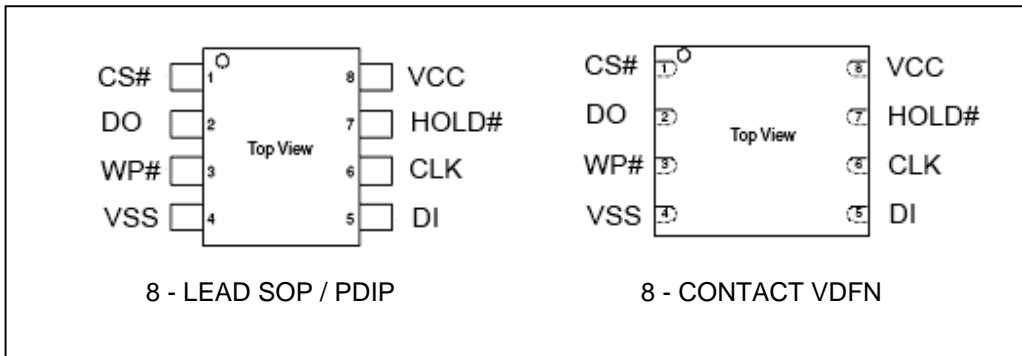 CS# 1 8 VCC
DO 2 7 HOLD#
Top View
WP# 3 6 CLK
VSS 4 5 DI
8 - LEAD SOP / PDIP
CS# 1 8 VCC
DO 2 7 HOLD#
Top View
WP# 3 6 CLK
VSS 4 5 DI
8 - CONTACT VDFN